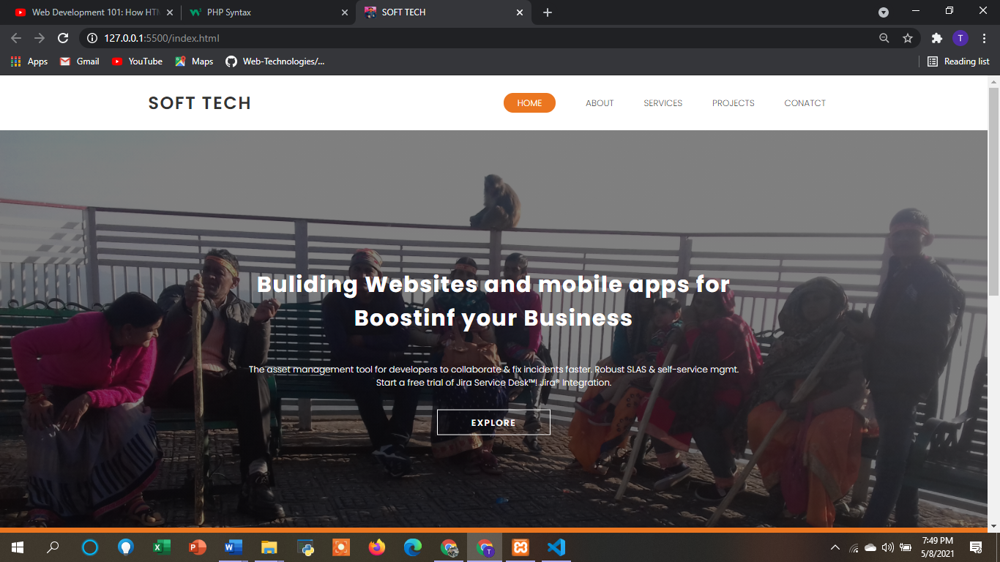 Web Development 101: How HTM
PHP Syntax
SOFT TECH
127.0.0.1:5500/index.html
T
Apps
Gmail
YouTube
Maps
Web-Technologies/...
Reading list
SOFT TECH
HOME
ABOUT
SERVICES
PROJECTS
CONATCT
Buliding Websites and mobile apps for
Boostinf your Business
The asset management tool for developers to collaborate & fix incidents faster. Robust SLAS & self-service mgmt.
Start a free trial of Jira Service Desk™! Jira® Integration.
EXPLORE
7:49 PM
5/8/2021